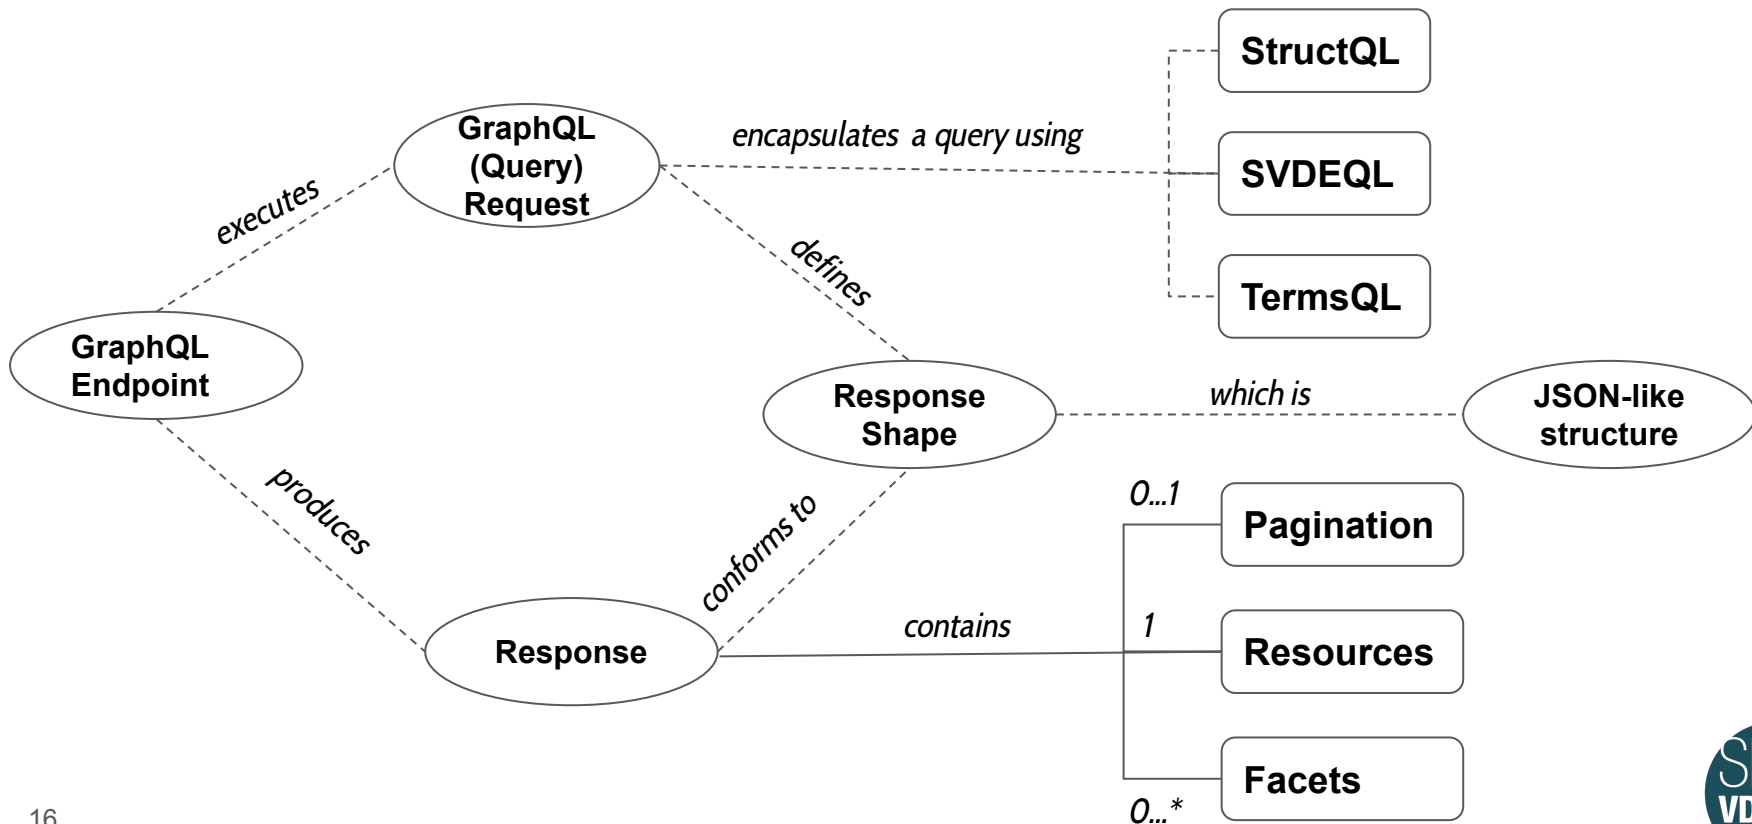 StructQL
GraphQL
(Query)
Request
encapsulates a query using
SVDEQL
executes
defines
TermsQL
GraphQL
Endpoint
Response
Shape
which is
JSON-like
structure
produces
conforms to
0...1
Pagination
Response
contains
1
Resources
Facets
0...*
16
S
VD